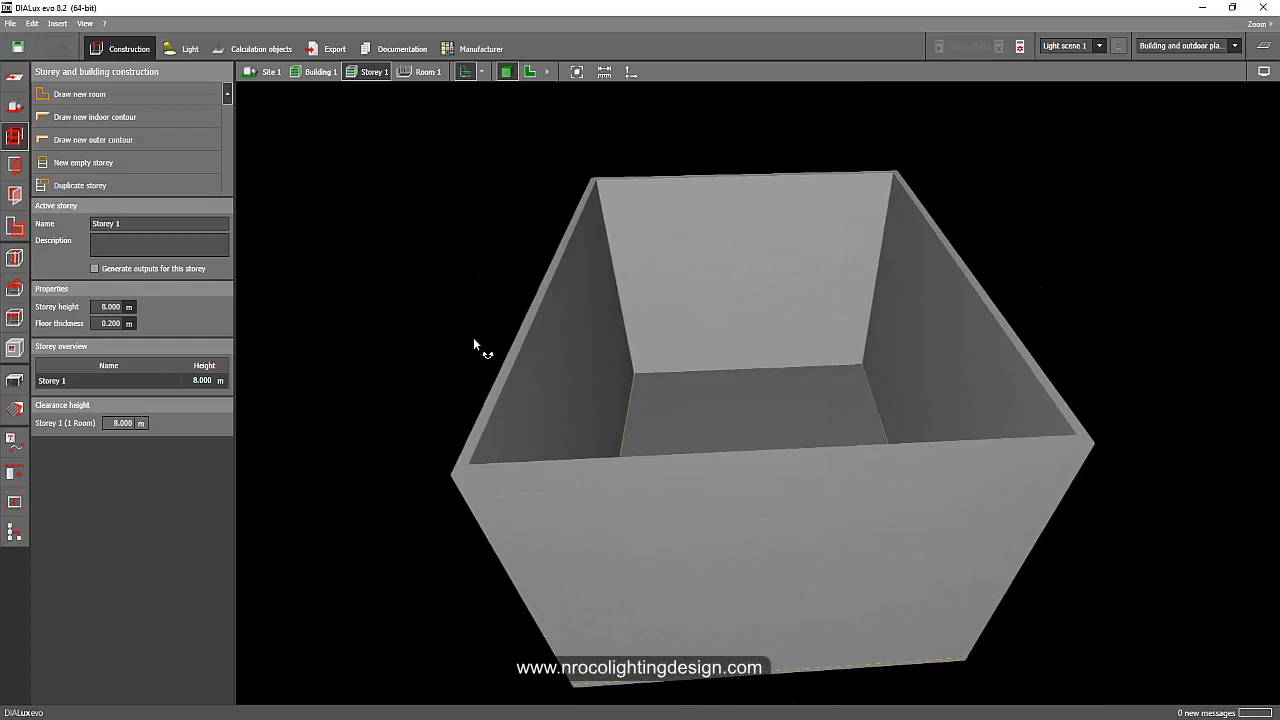 DIALux evo 8.2 (64-bit)
File Edit Insert View ?
Zoom
Construction Light Calculation objects Export Documentation Manufacturer
Light scene 1
Building and outdoor pla...
Storey and building construction
Site 1 Building 1 Storey 1 Room 1
Draw new room
Draw new indoor contour
Draw new outer contour
New empty storey
Duplicate storey
Active storey
Name Storey 1
Description
Generate outputs for this storey
Properties
Storey height 8.000 m
Floor thickness 0.200 m
Storey overview
Name Height
Storey 1 8.000 m
Clearance height
Storey 1 (1 Room) 8.000 m
www.nrocolightingdesign.com
DIALux evo
0 new messages